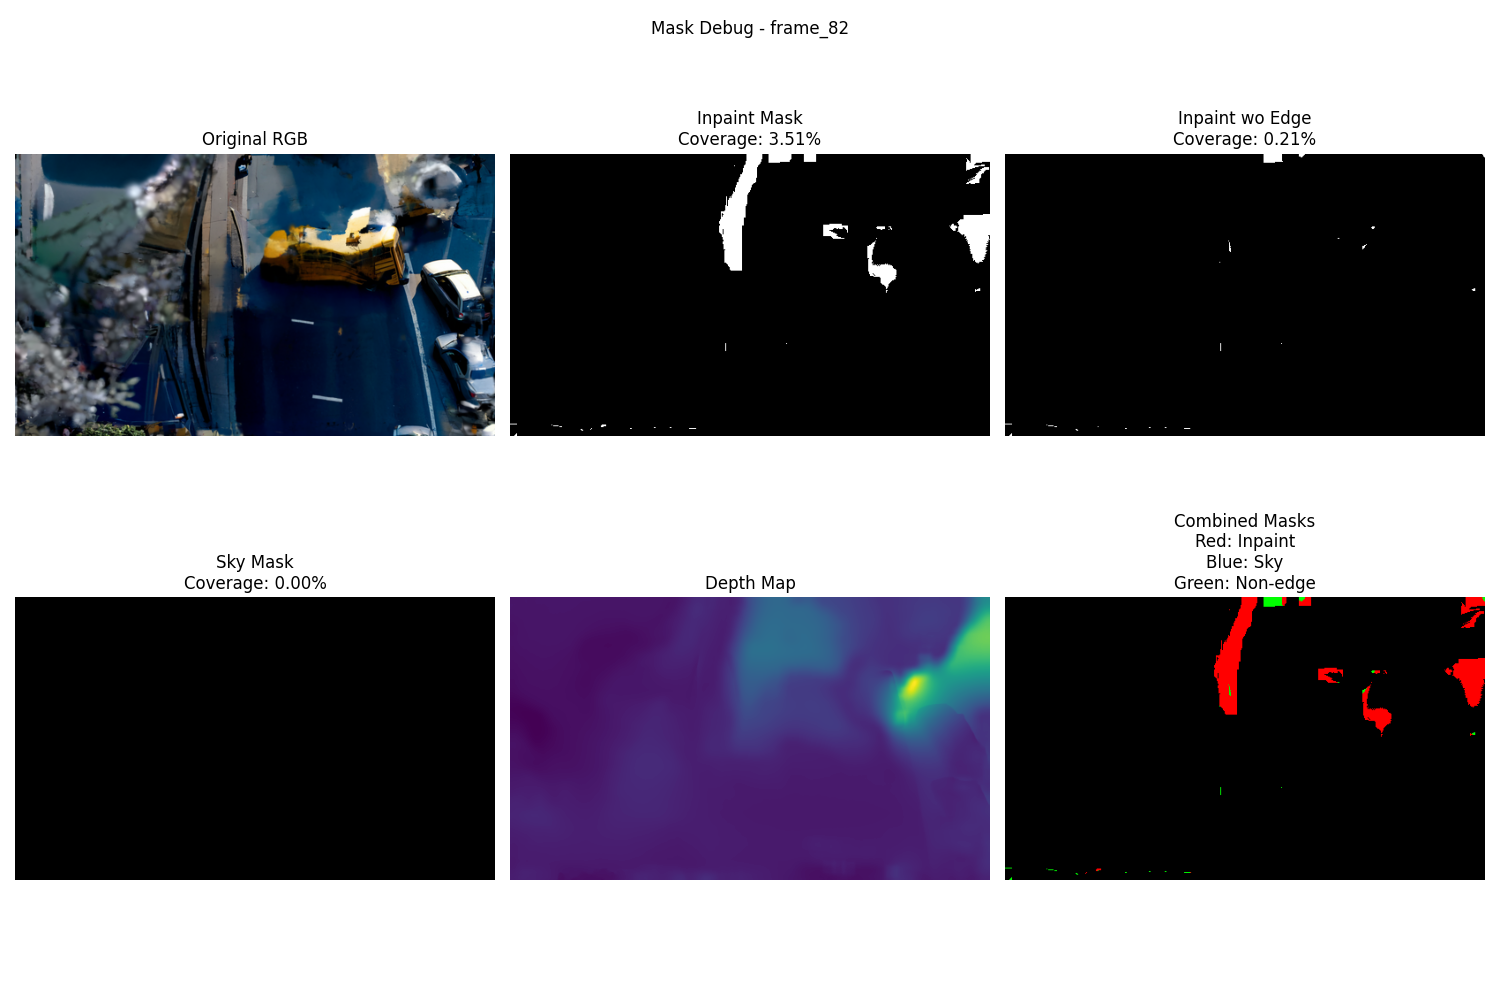 Mask Debug - frame_82
Original RGB
Inpaint Mask
Coverage: 3.51%
Inpaint wo Edge
Coverage: 0.21%
Sky Mask
Coverage: 0.00%
Depth Map
Combined Masks
Red: Inpaint
Blue: Sky
Green: Non-edge